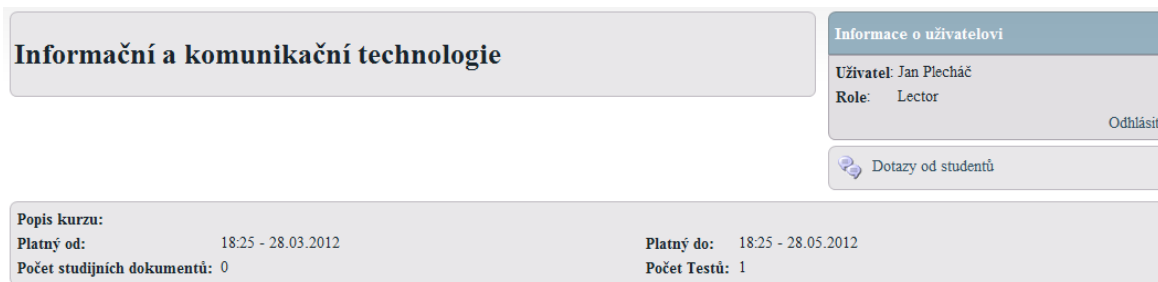 Informační a komunikační technologie
Informace o uživatelovi
Uživatel: Jan Plecháč
Role: Lector
Odhlásit
Dotazy od studentů
Popis kurzu:
Platný od: 18:25 - 28.03.2012 Platný do: 18:25 - 28.05.2012
Počet studijních dokumentů: 0 Počet Testů: 1